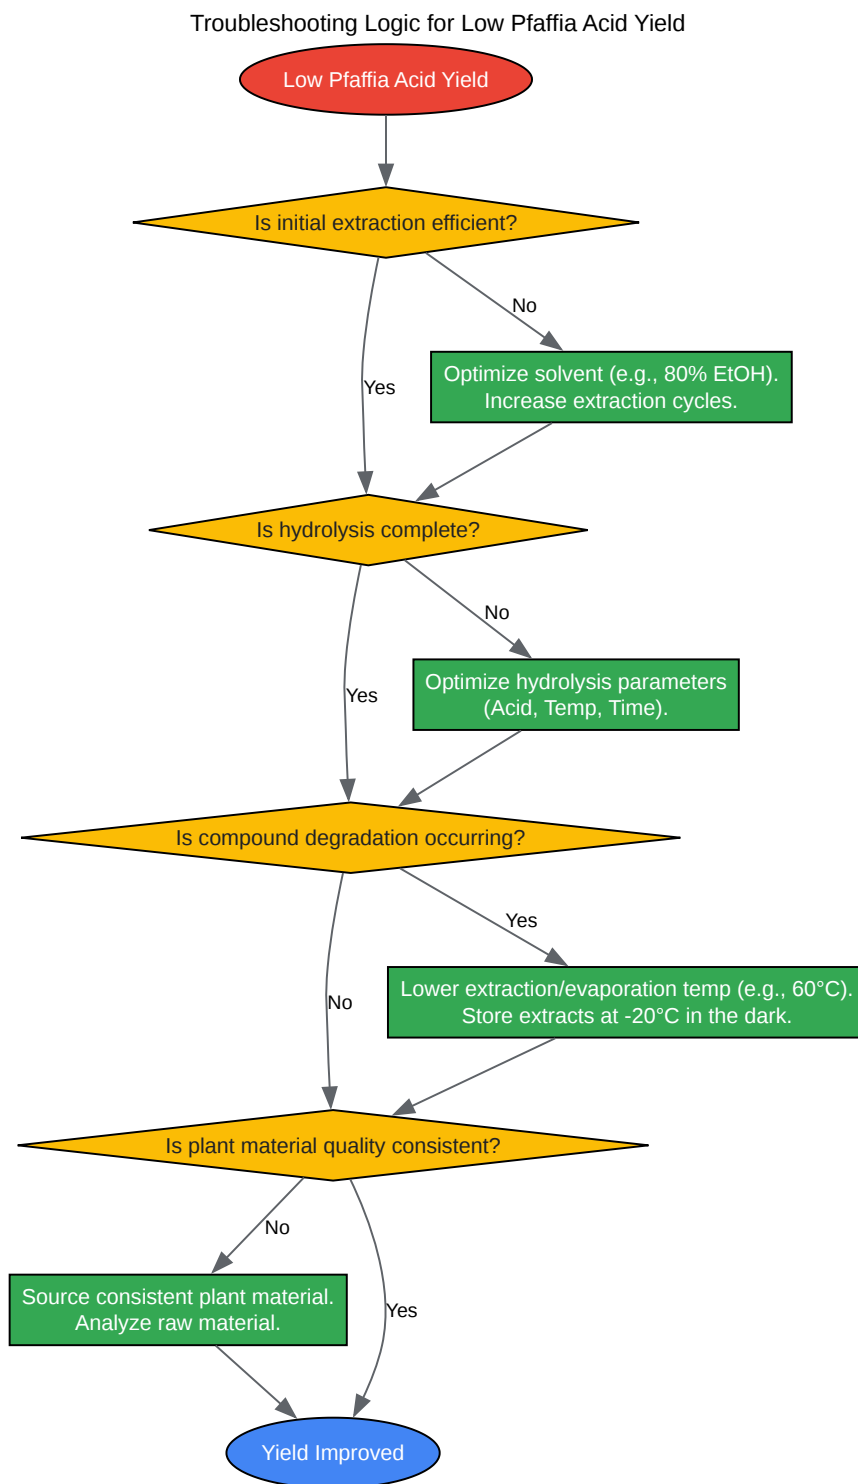 Troubleshooting Logic for Low Pfaffia Acid Yield
Low Pfaffia Acid Yield
Is initial extraction efficient?
No
Optimize solvent (e.g., 80% EtOH).
Increase extraction cycles.
Yes
Is hydrolysis complete?
No
Optimize hydrolysis parameters
(Acid, Temp, Time).
Yes
Is compound degradation occurring?
Yes
Lower extraction/evaporation temp (e.g., 60°C).
Store extracts at -20°C in the dark.
No
Is plant material quality consistent?
No
Source consistent plant material.
Analyze raw material.
Yes
Yield Improved